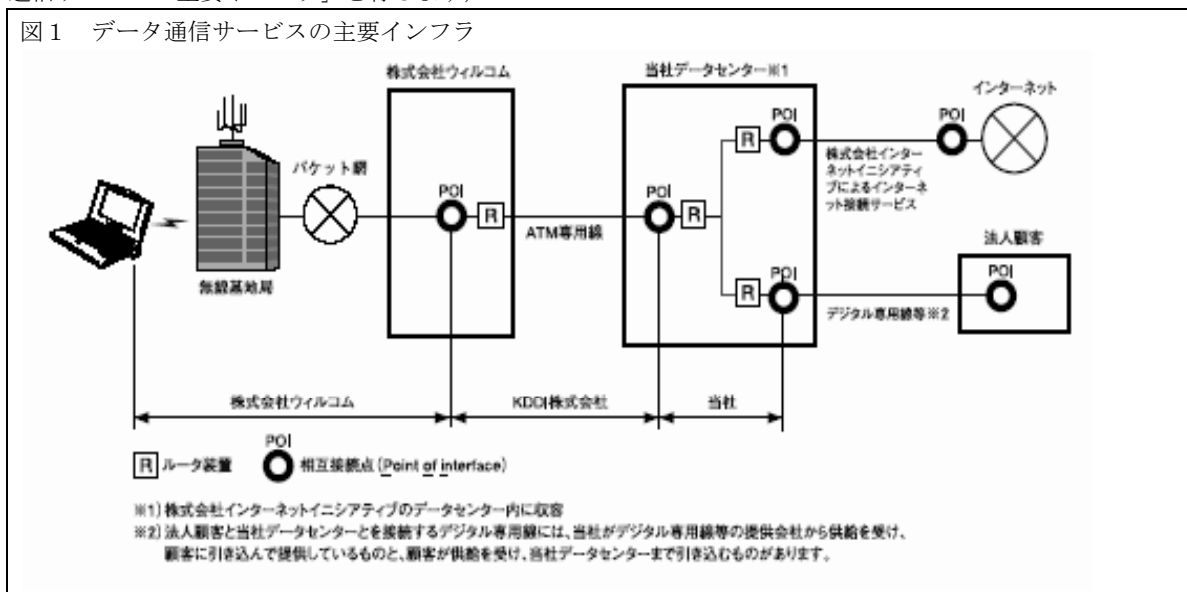 図1 データ通信サービスの主要インフラ
株式会社ウィルコム
当社データセンター※1
インターネット
POI
POI
R
パケット網
株式会社インター
ネットイニシアティ
ブによるインターネ
ット接続サービス
POI
R
ATM専用線
POI
R
法人顧客
無線基地局
POI
R
POI
デジタル専用線等※2
株式会社ウィルコム
KDDI株式会社
当社
R ルータ装置
POI
相互接続点(Point of interface)
※1)株式会社インターネットイニシアティブのデータセンター内に収容
※2)法人顧客と当社データセンターとを接続するデジタル専用線には、当社がデジタル専用線等の提供会社から供給を受け、
顧客に引き込んで提供しているものと、顧客が供給を受け、当社データセンターまで引き込むものがあります。